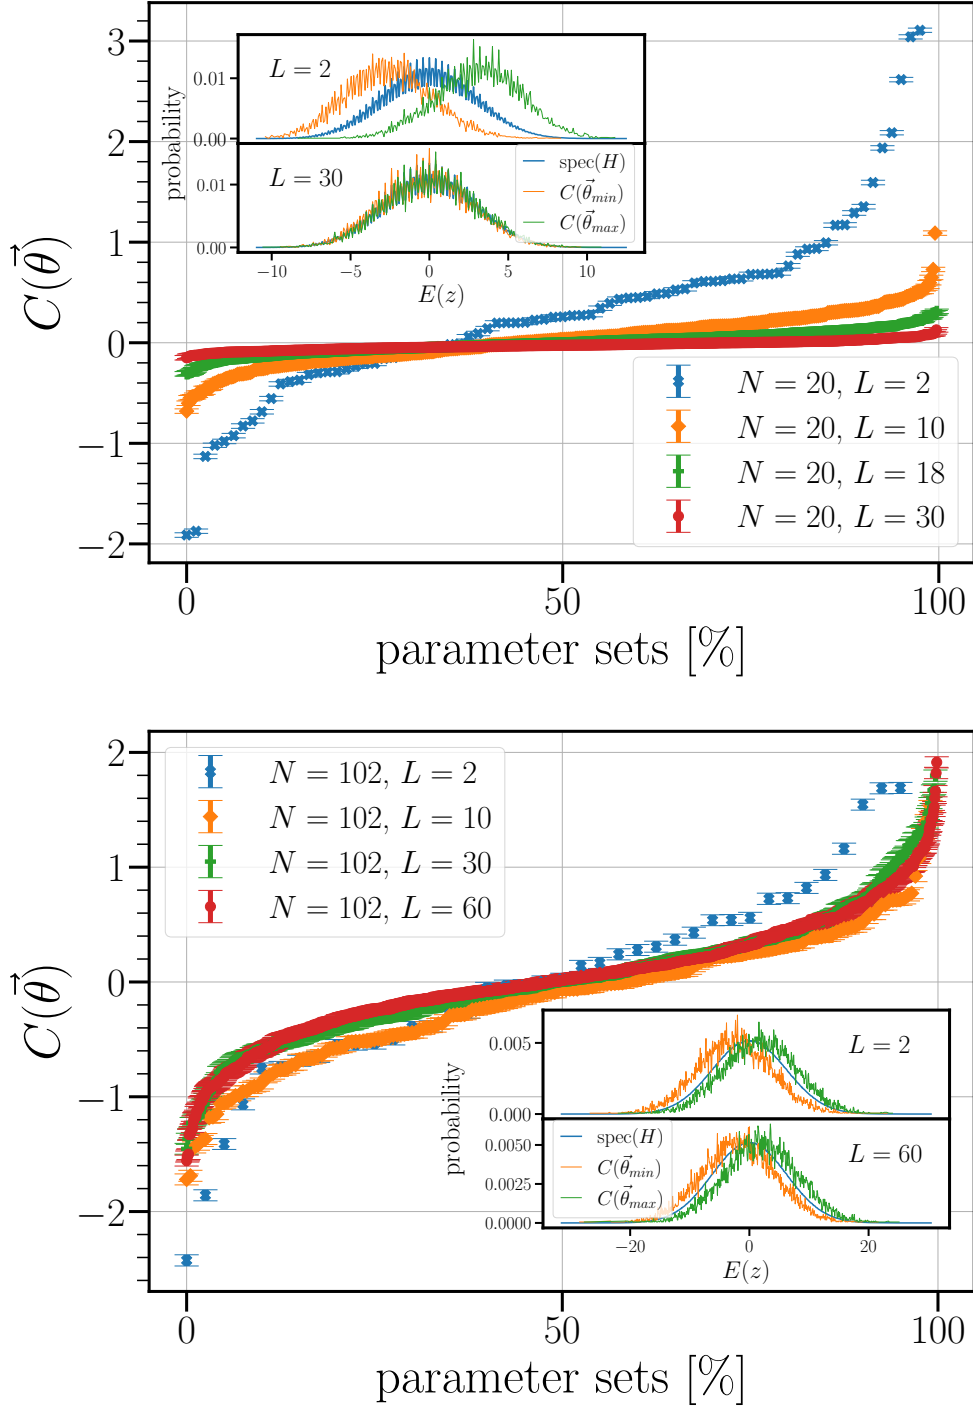 3
2
1
0
−1
−2
C(θ⃗)
0 50 100
parameter sets [%]
probability
0.01
0.00
L = 2
0.01
0.00
L = 30
spec(H)
C(θ⃗min)
C(θ⃗max)
−10 −5 0 5 10
E(z)
N = 20, L = 2
N = 20, L = 10
N = 20, L = 18
N = 20, L = 30
2
1
0
−1
−2
C(θ⃗)
N = 102, L = 2
N = 102, L = 10
N = 102, L = 30
N = 102, L = 60
probability
0.005
0.000
L = 2
0.0050
0.0025
0.0000
spec(H)
C(θ⃗min)
C(θ⃗max)
L = 60
−20 0 20
E(z)
0 50 100
parameter sets [%]